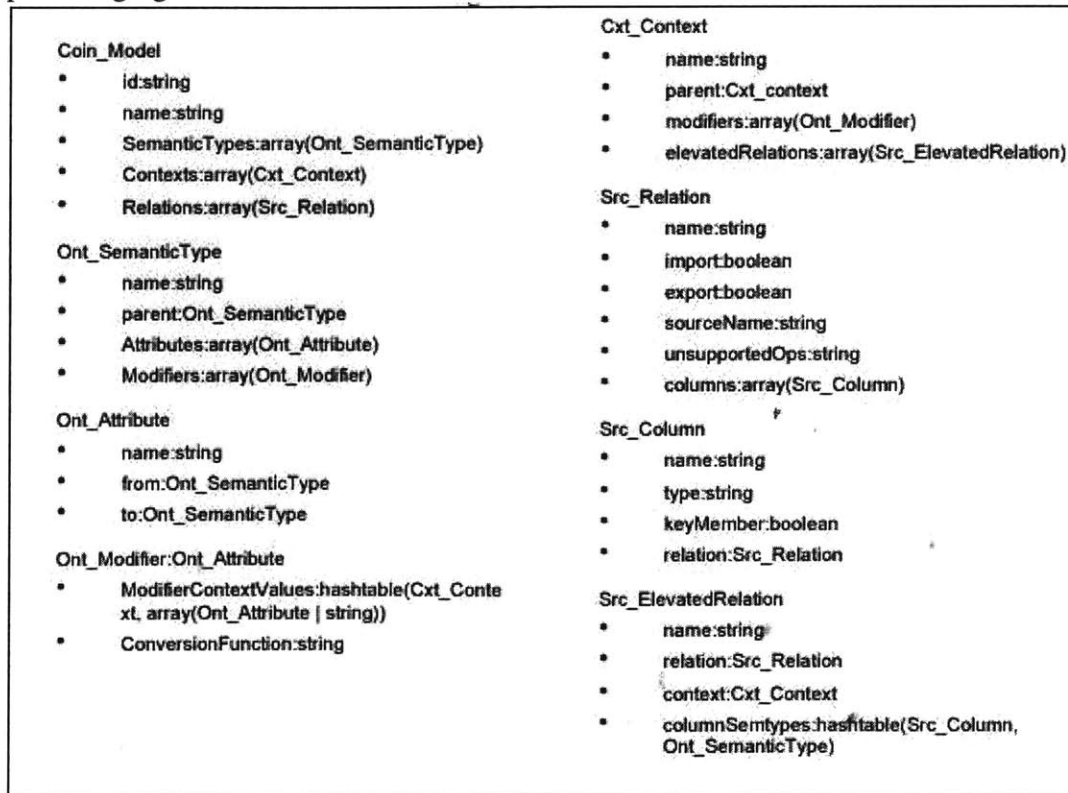 Coin_Model
• id:string
• name:string
• SemanticTypes:array(Ont_SemanticType)
• Contexts:array(Cxt_Context)
• Relations:array(Src_Relation)
Ont_SemanticType
• name:string
• parent:Ont_SemanticType
• Attributes:array(Ont_Attribute)
• Modifiers:array(Ont_Modifier)
Ont_Attribute
• name:string
• from:Ont_SemanticType
• to:Ont_SemanticType
Ont_Modifier:Ont_Attribute
• ModifierContextValues:hashtable(Cxt_Conte
xt, array(Ont_Attribute | string))
• ConversionFunction:string
Cxt_Context
• name:string
• parent:Cxt_context
• modifiers:array(Ont_Modifier)
• elevatedRelations:array(Src_ElevatedRelation)
Src_Relation
• name:string
• import:boolean
• export:boolean
• sourceName:string
• unsupportedOps:string
• columns:array(Src_Column)
Src_Column
• name:string
• type:string
• keyMember:boolean
• relation:Src_Relation
Src_ElevatedRelation
• name:string
• relation:Src_Relation
• context:Cxt_Context
• columnSemtypes:hashtable(Src_Column,
Ont_SemanticType)